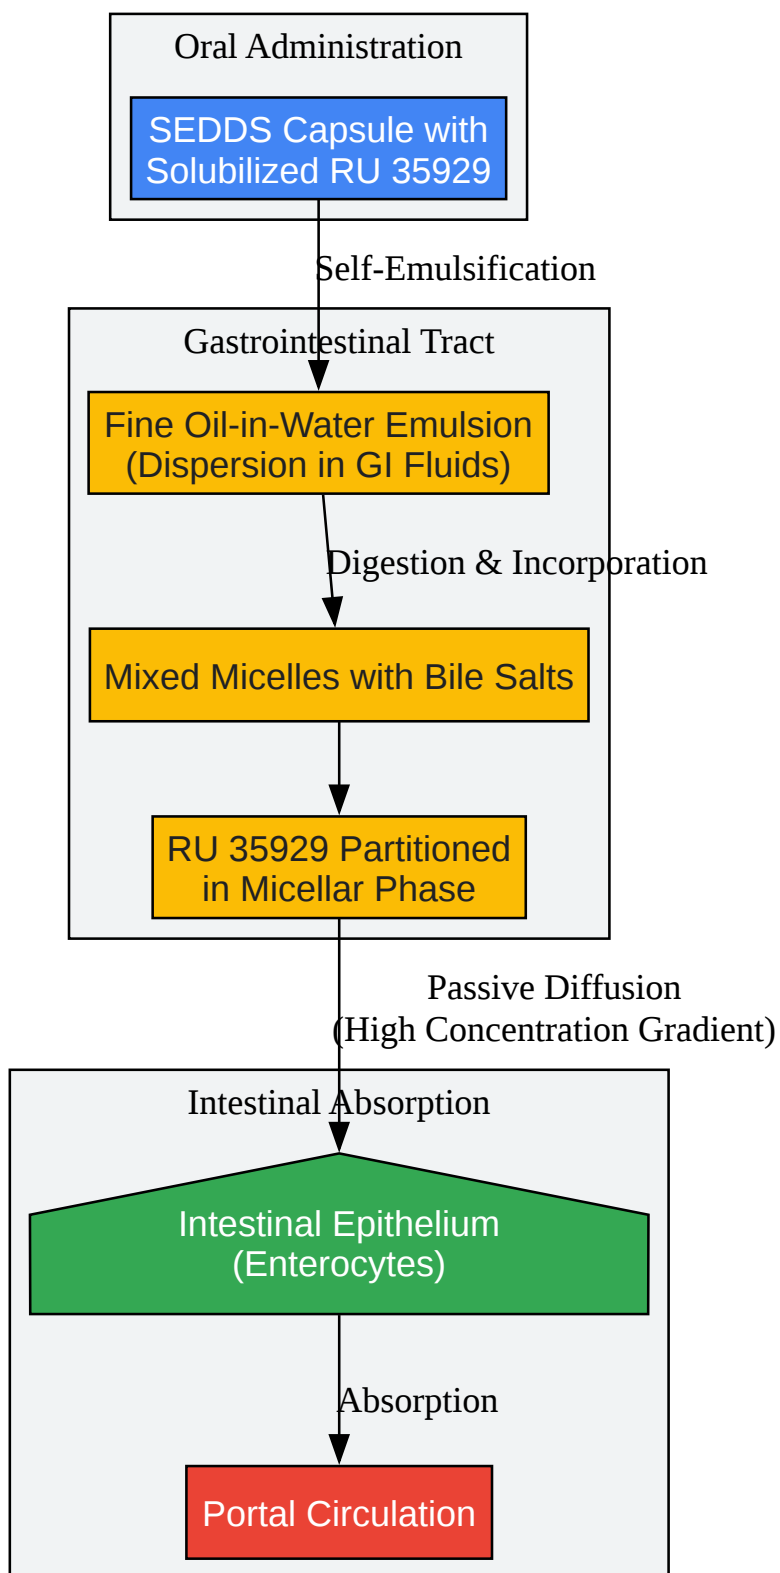 Oral Administration
SEDDS Capsule with
Solubilized RU 35929
Self-Emulsification
Gastrointestinal Tract
Fine Oil-in-Water Emulsion
(Dispersion in GI Fluids)
Digestion & Incorporation
Mixed Micelles with Bile Salts
RU 35929 Partitioned
in Micellar Phase
Passive Diffusion
(High Concentration Gradient)
Intestinal Absorption
Intestinal Epithelium
(Enterocytes)
Absorption
Portal Circulation